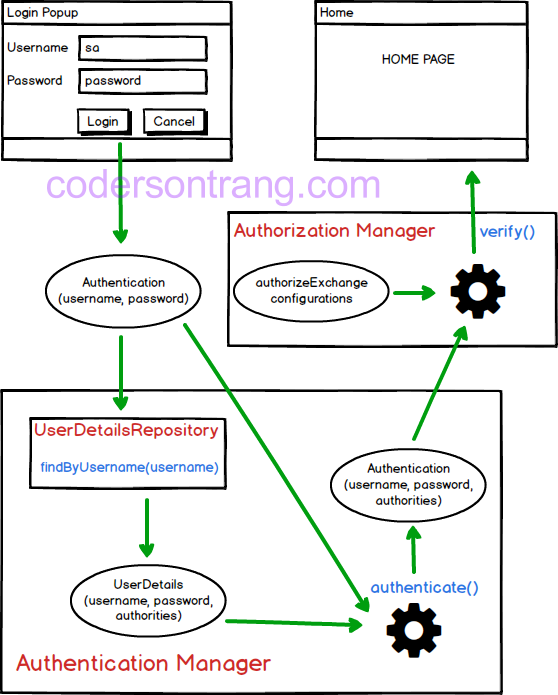 Login Popup
Username
sa
Password
password
Login
Cancel
Home
HOME PAGE
codersontrang.com
Authorization Manager
verify()
authorizeExchange
configurations
Authentication
(username, password)
UserDetailsRepository
findByUsername(username)
Authentication
(username, password,
authorities)
UserDetails
(username, password,
authorities)
authenticate()
Authentication Manager